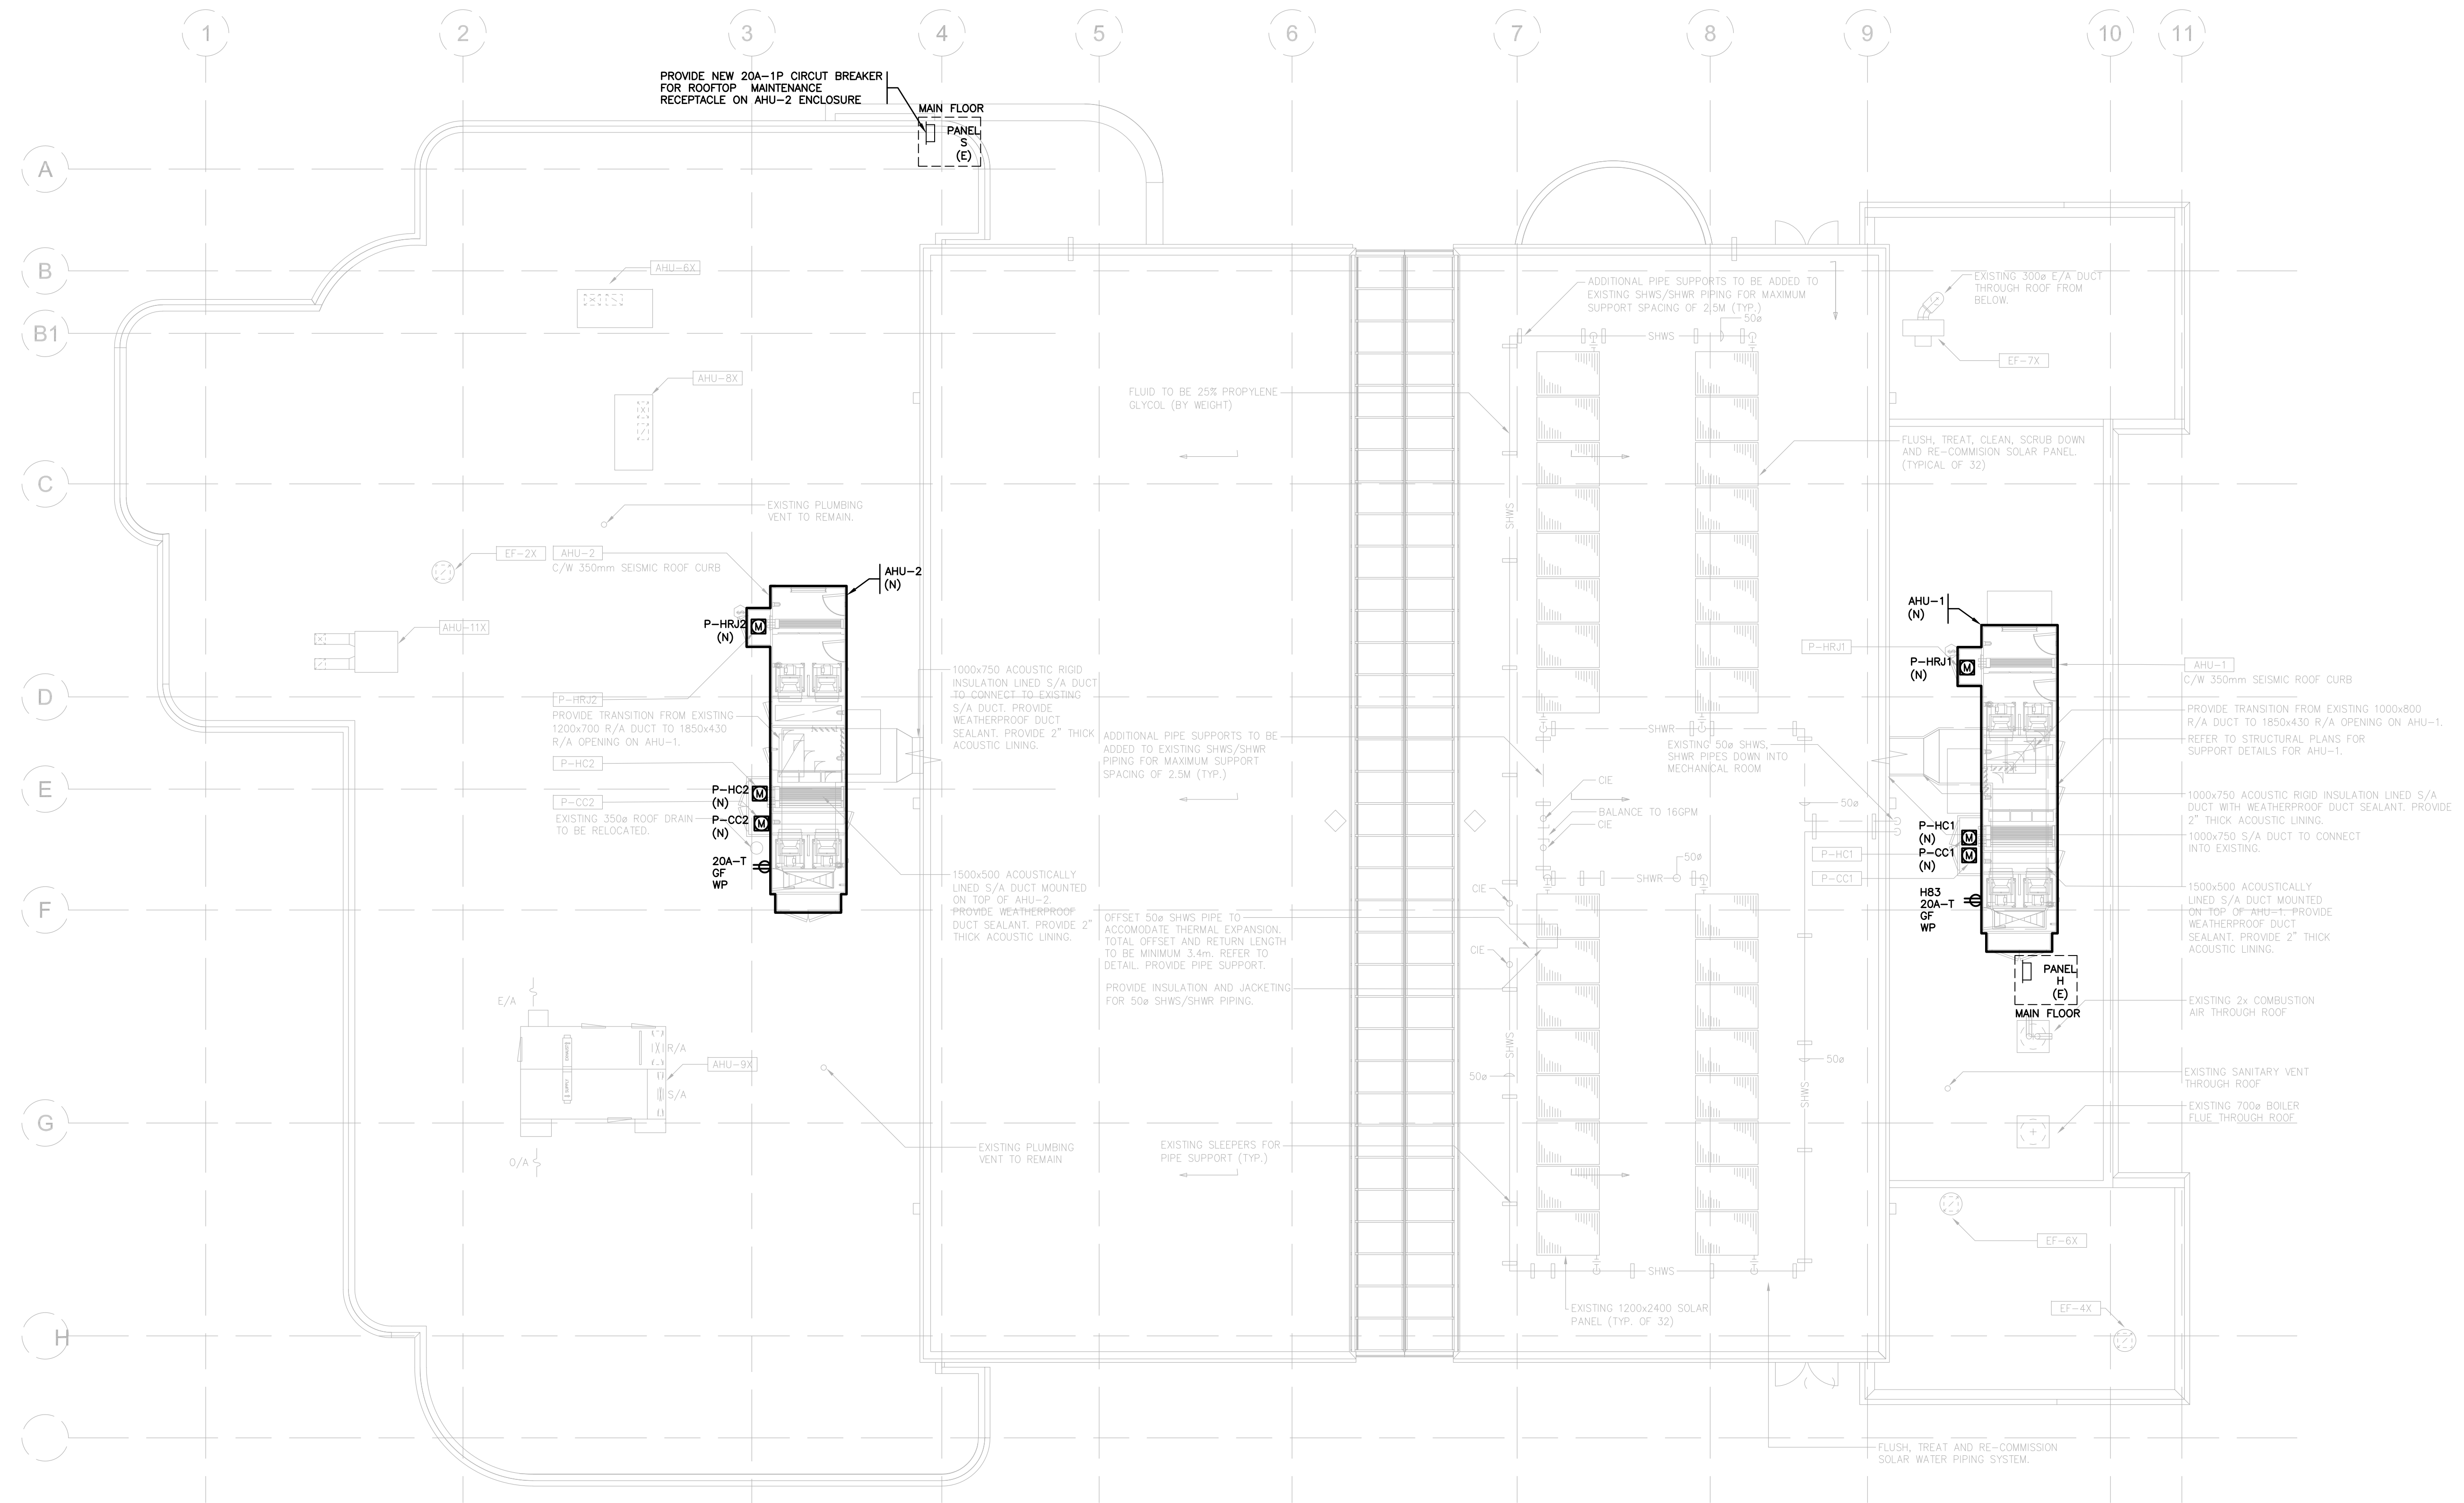 1
2
3
4
5
6
7
8
9
10
11
A
B
B1
C
D
E
F
G
H
PROVIDE NEW 20A-1P CIRCUT BREAKER
FOR ROOFTOP MAINTENANCE
RECEPTACLE ON AHU-2 ENCLOSURE
MAIN FLOOR
PANEL
S
(E)
AHU-6X
AHU-8X
EXISTING PLUMBING
VENT TO REMAIN.
EF-2X
AHU-2
C/W 350mm SEISMIC ROOF CURB
AHU-2
(N)
AHU-11X
P-HRJ2
(N)
M
P-HRJ2
PROVIDE TRANSITION FROM EXISTING
1200x700 R/A DUCT TO 1850x430
R/A OPENING ON AHU-1.
P-HC2
P-HC2
(N)
M
P-CC2
P-CC2
(N)
M
EXISTING 350ø ROOF DRAIN
TO BE RELOCATED.
20A-T
GF
WP
1000x750 ACOUSTIC RIGID
INSULATION LINED S/A DUCT
TO CONNECT TO EXISTING
S/A DUCT. PROVIDE
WEATHERPROOF DUCT
SEALANT. PROVIDE 2" THICK
ACOUSTIC LINING.
1500x500 ACOUSTICALLY
LINED S/A DUCT MOUNTED
ON TOP OF AHU-2.
PROVIDE WEATHERPROOF
DUCT SEALANT. PROVIDE 2"
THICK ACOUSTIC LINING.
E/A
R/A
S/A
AHU-9X
O/A
EXISTING PLUMBING
VENT TO REMAIN
ADDITIONAL PIPE SUPPORTS TO BE ADDED TO
EXISTING SHWS/SHWR PIPING FOR MAXIMUM
SUPPORT SPACING OF 2.5M (TYP.)
50ø
SHWS
FLUID TO BE 25% PROPYLENE
GLYCOL (BY WEIGHT)
SHWS
FLUSH, TREAT, CLEAN, SCRUB DOWN
AND RE-COMMISION SOLAR PANEL.
(TYPICAL OF 32)
ADDITIONAL PIPE SUPPORTS TO BE
ADDED TO EXISTING SHWS/SHWR
PIPING FOR MAXIMUM SUPPORT
SPACING OF 2.5M (TYP.)
SHWR
EXISTING 50ø SHWS,
SHWR PIPES DOWN INTO
MECHANICAL ROOM
CIE
BALANCE TO 16GPM
CIE
50ø
50ø
SHWR
CIE
OFFSET 50ø SHWS PIPE TO
ACCOMODATE THERMAL EXPANSION.
TOTAL OFFSET AND RETURN LENGTH
TO BE MINIMUM 3.4m. REFER TO
DETAIL. PROVIDE PIPE SUPPORT.
CIE
PROVIDE INSULATION AND JACKETING
FOR 50ø SHWS/SHWR PIPING.
SHWS
50ø
50ø
SHWS
EXISTING SLEEPERS FOR
PIPE SUPPORT (TYP.)
SHWS
EXISTING 1200x2400 SOLAR
PANEL (TYP. OF 32)
FLUSH, TREAT AND RE-COMMISSION
SOLAR WATER PIPING SYSTEM.
EXISTING 300ø E/A DUCT
THROUGH ROOF FROM
BELOW.
EF-7X
AHU-1
(N)
P-HRJ1
P-HRJ1
(N)
M
AHU-1
C/W 350mm SEISMIC ROOF CURB
PROVIDE TRANSITION FROM EXISTING 1000x800
R/A DUCT TO 1850x430 R/A OPENING ON AHU-1.
REFER TO STRUCTURAL PLANS FOR
SUPPORT DETAILS FOR AHU-1.
1000x750 ACOUSTIC RIGID INSULATION LINED S/A
DUCT WITH WEATHERPROOF DUCT SEALANT. PROVIDE
2" THICK ACOUSTIC LINING.
1000x750 S/A DUCT TO CONNECT
INTO EXISTING.
P-HC1
(N)
M
P-CC1
(N)
M
P-HC1
P-CC1
H83
20A-T
GF
WP
1500x500 ACOUSTICALLY
LINED S/A DUCT MOUNTED
ON TOP OF AHU-1. PROVIDE
WEATHERPROOF DUCT
SEALANT. PROVIDE 2" THICK
ACOUSTIC LINING.
PANEL
H
(E)
MAIN FLOOR
EXISTING 2x COMBUSTION
AIR THROUGH ROOF
EXISTING SANITARY VENT
THROUGH ROOF
EXISTING 700ø BOILER
FLUE THROUGH ROOF
EF-6X
EF-4X